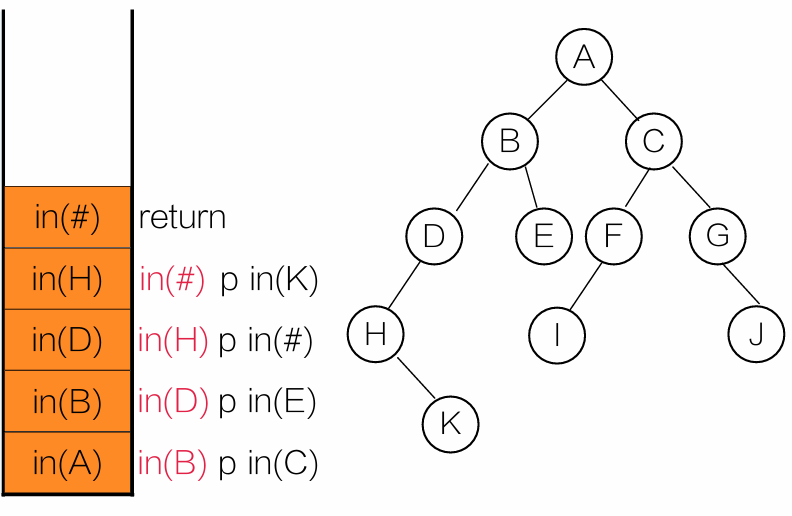 in(#) return
in(H) in(#) p in(K)
in(D) in(H) p in(#)
in(B) in(D) p in(E)
in(A) in(B) p in(C)
A
B C
D E F G
H I J
K